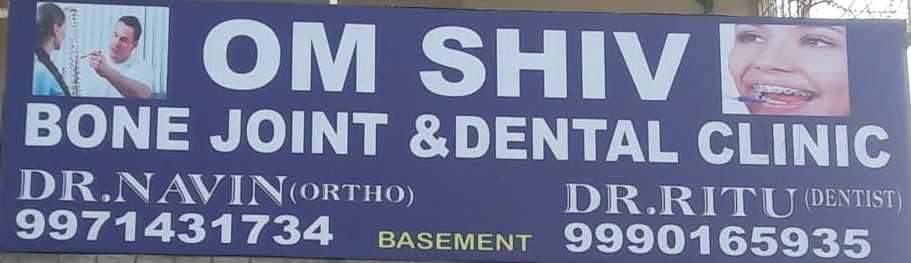 OM SHIV
BONE JOINT & DENTAL CLINIC
DR.NAVIN (ORTHO) DR.RITU (DENTIST)
9971431734 BASEMENT 9990165935